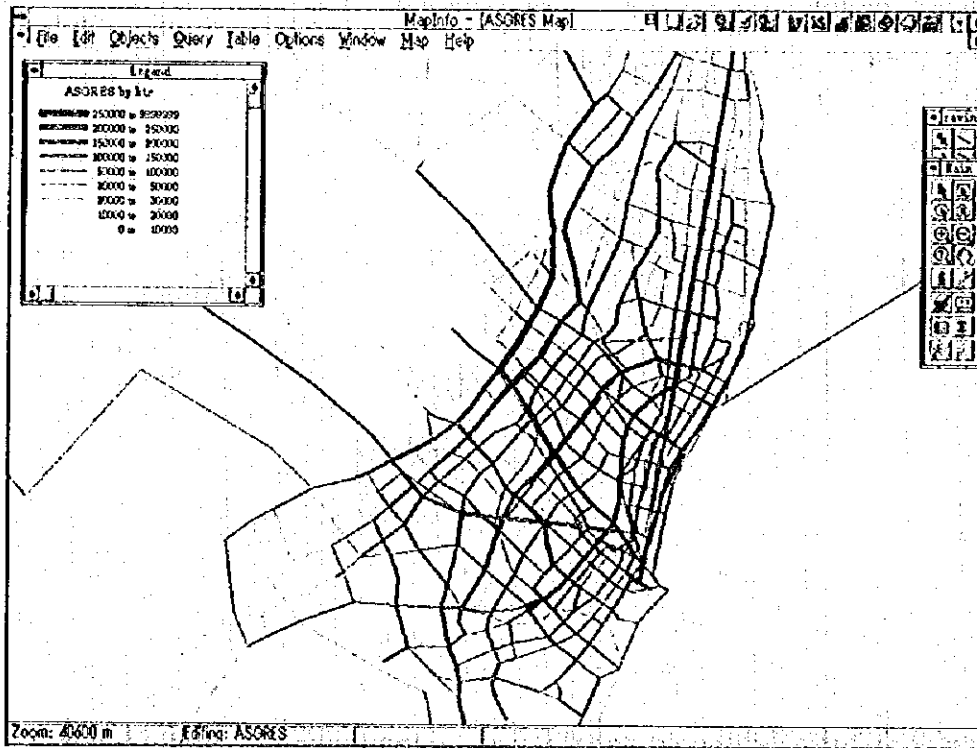 MapInfo - [ASORES Map]
File Edit Objects Query Table Options Window Map Help
Legend
ASORES by ktr
250000 to 9999999
200000 to 250000
150000 to 200000
100000 to 150000
50000 to 100000
30000 to 50000
20000 to 30000
10000 to 20000
0 to 10000
Main
Zoom: 40600 m
Editing: ASORES